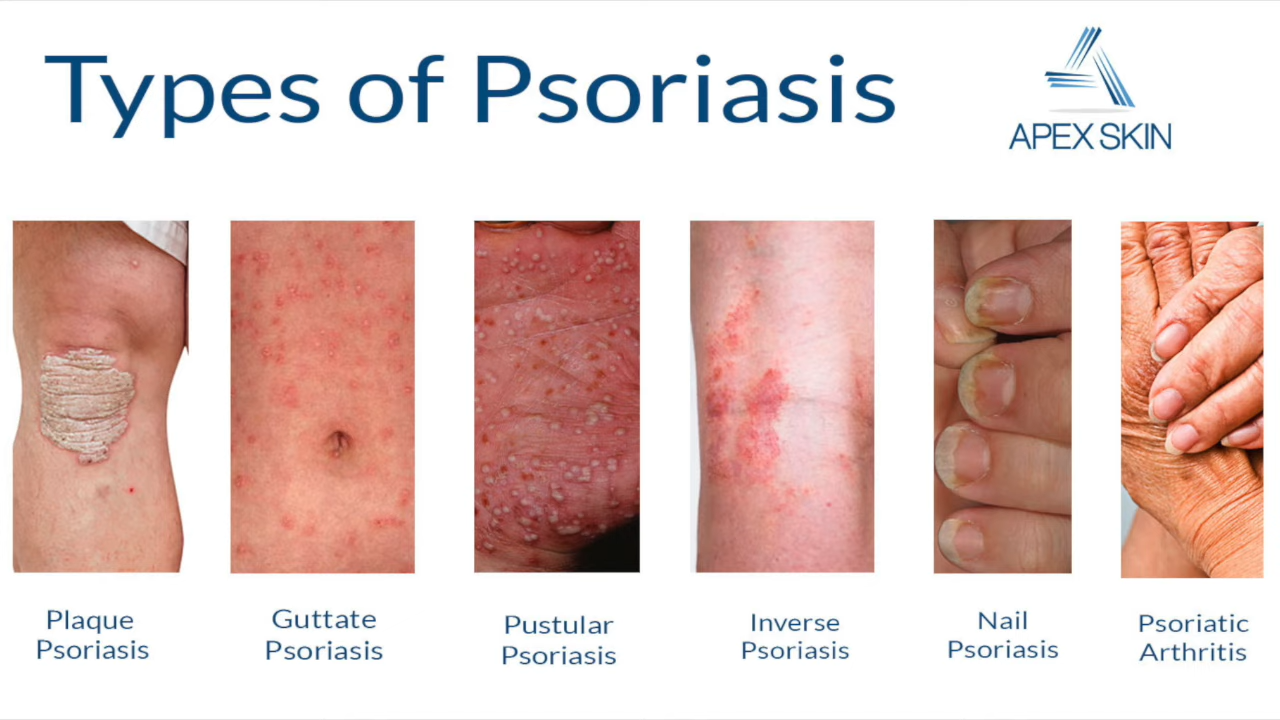 Types of Psoriasis
APEX SKIN
Plaque
Psoriasis
Guttate
Psoriasis
Pustular
Psoriasis
Inverse
Psoriasis
Nail
Psoriasis
Psoriatic
Arthritis